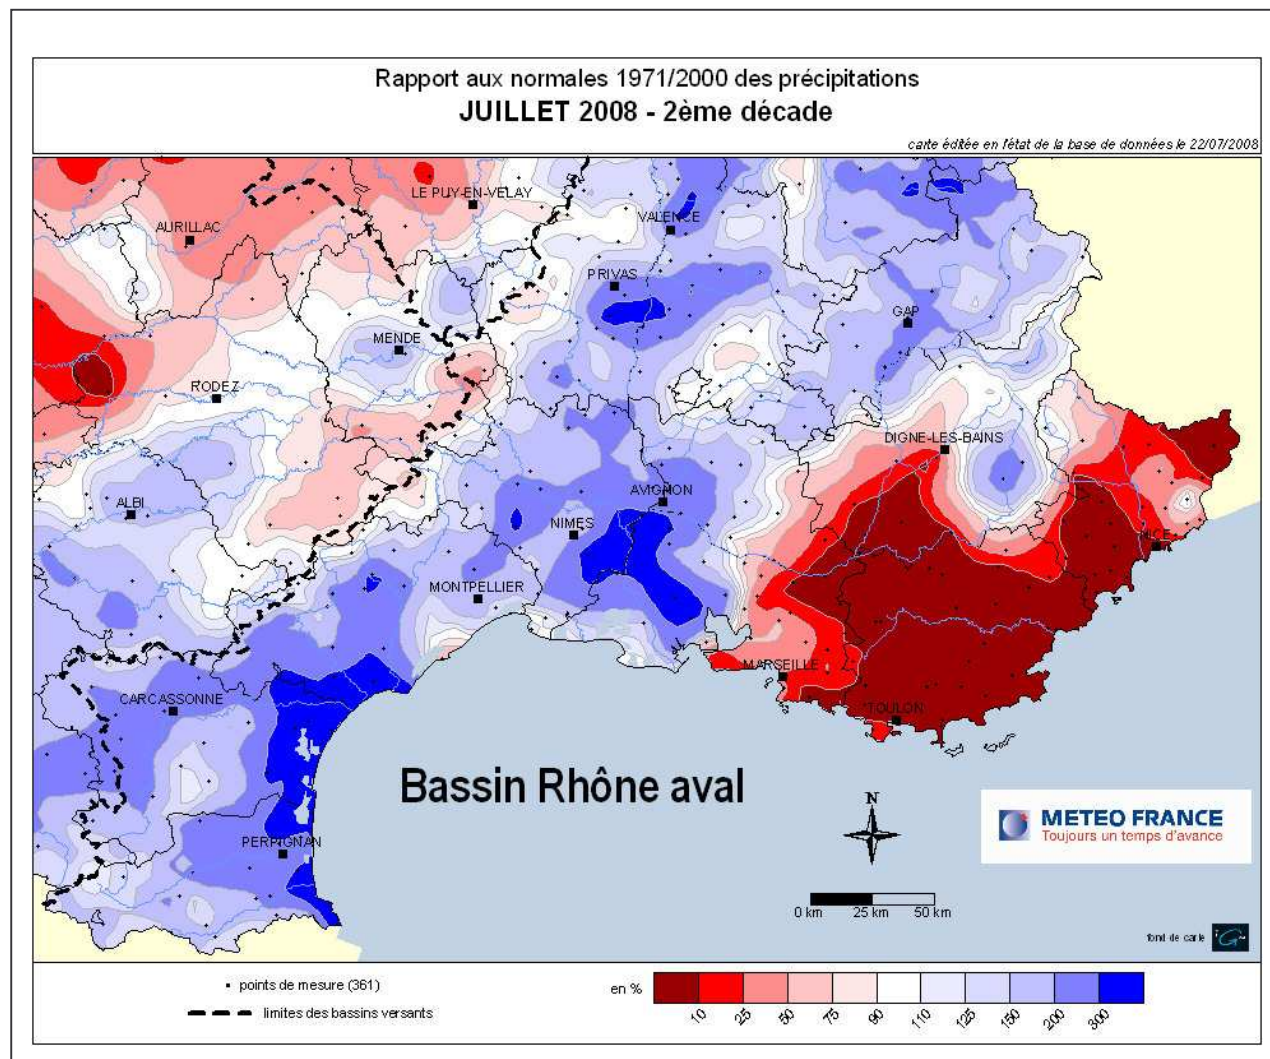 Rapport aux normales 1971/2000 des précipitations
JUILLET 2008 - 2ème décade
carte éditée en l'état de la base de données le 22/07/2008
LE PUY-EN-VELAY
AURILLAC
VALENCE
PRIVAS
GAP
MENDE
RODEZ
DIGNE-LES-BAINS
ALBI
AVIGNON
NIMES
NICE
MONTPELLIER
MARSEILLE
CARCASSONNE
TOULON
Bassin Rhône aval
N
METEO FRANCE
Toujours un temps d'avance
PERPIGNAN
0 km 25 km 50 km
fond de carte
points de mesure (361)
limites des bassins versants
en %
10 25 50 75 90 110 125 150 200 300